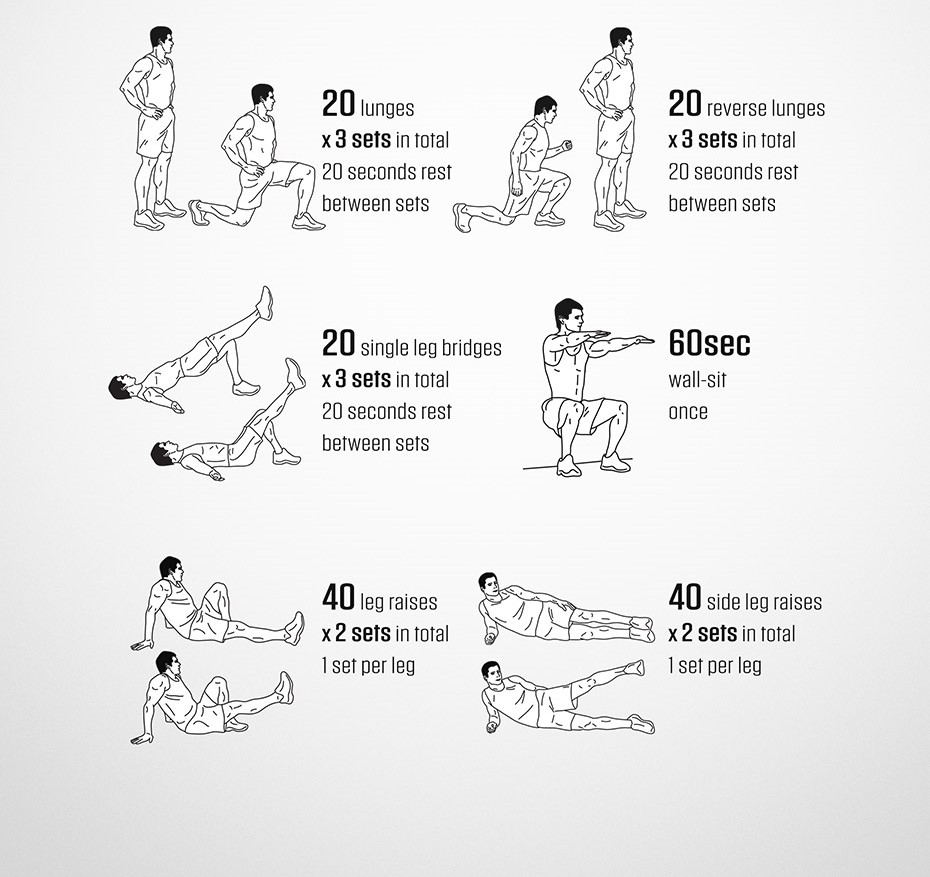 20 lunges
x 3 sets in total
20 seconds rest
between sets
20 reverse lunges
x 3 sets in total
20 seconds rest
between sets
20 single leg bridges
x 3 sets in total
20 seconds rest
between sets
60sec
wall-sit
once
40 leg raises
x 2 sets in total
1 set per leg
40 side leg raises
x 2 sets in total
1 set per leg